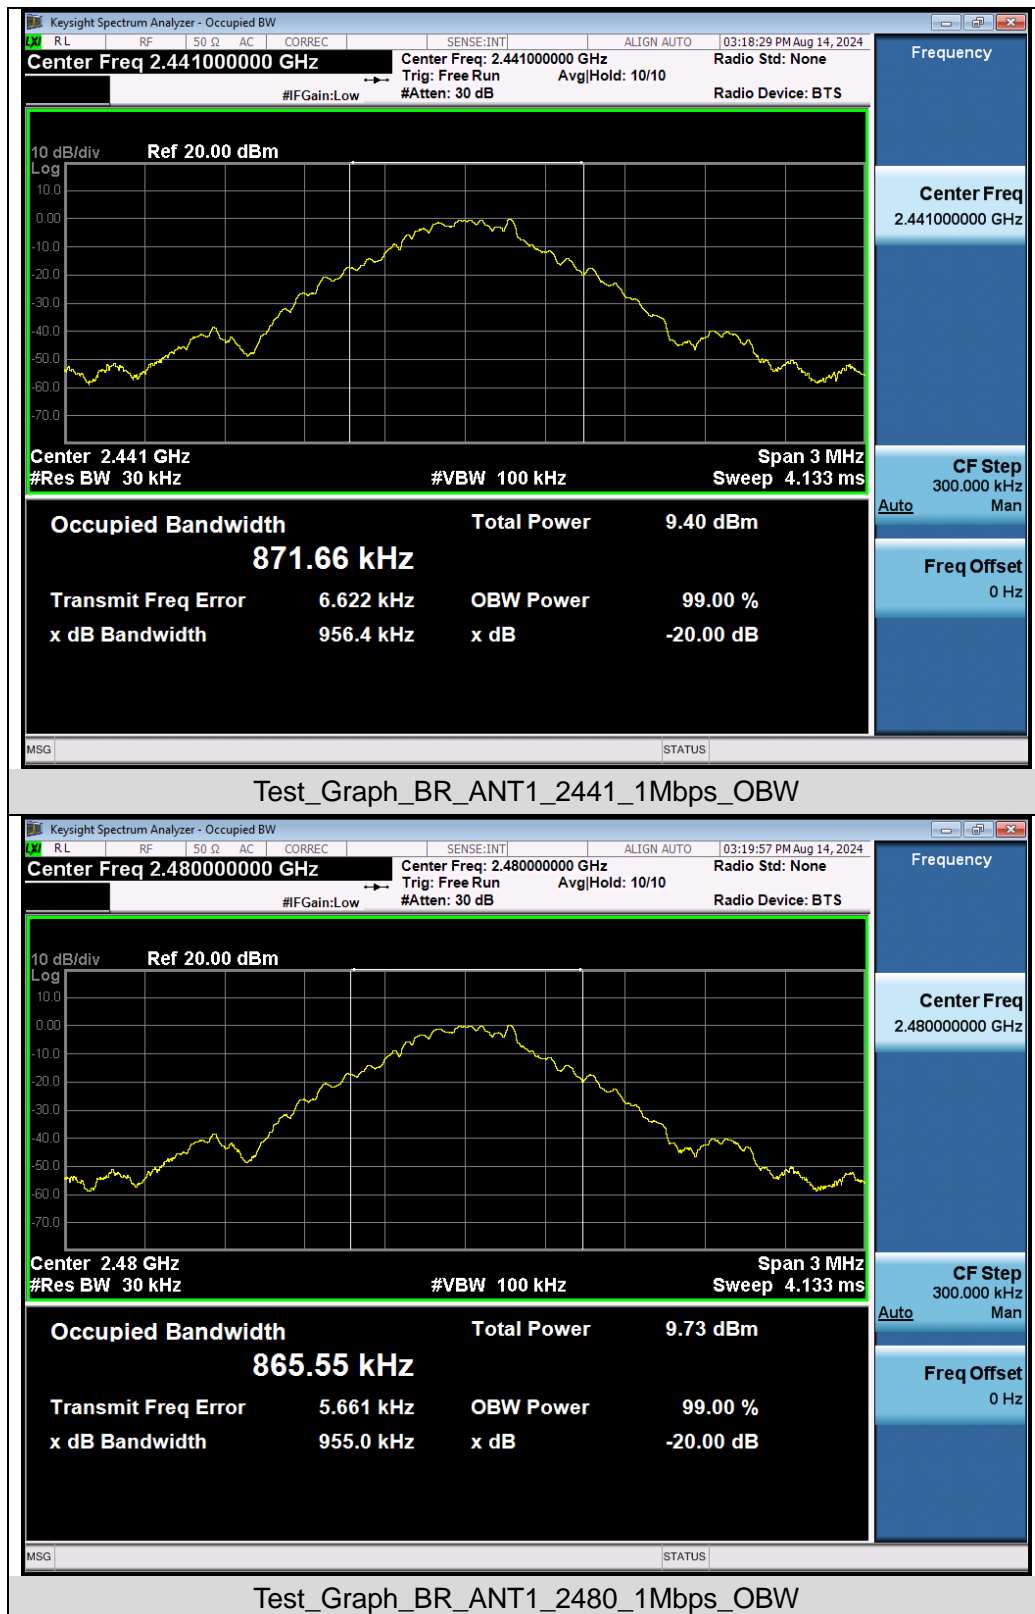 Keysight Spectrum Analyzer - Occupied BW
LXI RL RF 50 Ω AC CORREC SENSE:INT ALIGN AUTO 03:18:29 PM Aug 14, 2024
Center Freq 2.441000000 GHz
Center Freq: 2.441000000 GHz Radio Std: None
Trig: Free Run Avg|Hold: 10/10
#IFGain:Low #Atten: 30 dB Radio Device: BTS
Frequency
10 dB/div Ref 20.00 dBm
Log
10.0
0.00
-10.0
-20.0
-30.0
-40.0
-50.0
-60.0
-70.0
Center 2.441 GHz Span 3 MHz
#Res BW 30 kHz #VBW 100 kHz Sweep 4.133 ms
Center Freq
2.441000000 GHz
CF Step
300.000 kHz
Auto Man
Freq Offset
0 Hz
Occupied Bandwidth Total Power 9.40 dBm
871.66 kHz
Transmit Freq Error 6.622 kHz OBW Power 99.00 %
x dB Bandwidth 956.4 kHz x dB -20.00 dB
MSG STATUS
Test_Graph_BR_ANT1_2441_1Mbps_OBW
Keysight Spectrum Analyzer - Occupied BW
LXI RL RF 50 Ω AC CORREC SENSE:INT ALIGN AUTO 03:19:57 PM Aug 14, 2024
Center Freq 2.480000000 GHz
Center Freq: 2.480000000 GHz Radio Std: None
Trig: Free Run Avg|Hold: 10/10
#IFGain:Low #Atten: 30 dB Radio Device: BTS
Frequency
10 dB/div Ref 20.00 dBm
Log
10.0
0.00
-10.0
-20.0
-30.0
-40.0
-50.0
-60.0
-70.0
Center 2.48 GHz Span 3 MHz
#Res BW 30 kHz #VBW 100 kHz Sweep 4.133 ms
Center Freq
2.480000000 GHz
CF Step
300.000 kHz
Auto Man
Freq Offset
0 Hz
Occupied Bandwidth Total Power 9.73 dBm
865.55 kHz
Transmit Freq Error 5.661 kHz OBW Power 99.00 %
x dB Bandwidth 955.0 kHz x dB -20.00 dB
MSG STATUS
Test_Graph_BR_ANT1_2480_1Mbps_OBW